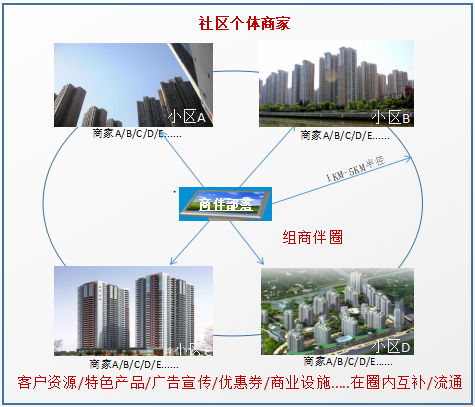 社区个体商家
小区A
小区B
商家A/B/C/D/E......
商家A/B/C/D/E......
1KM-5KM半径
商伴部落
组商伴圈
小区C
小区D
商家A/B/C/D/E......
商家A/B/C/D/E......
客户资源/特色产品/广告宣传/优惠券/商业设施.....在圈内互补/流通